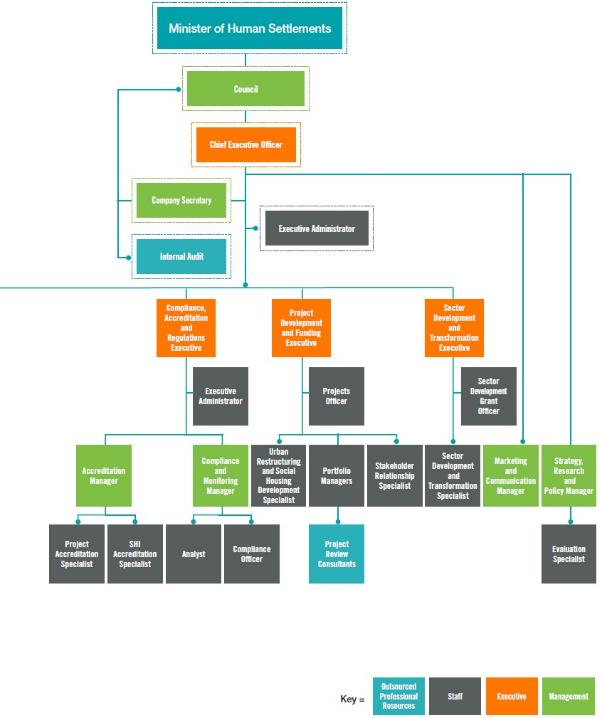 Minister of Human Settlements
Council
Chief Executive Officer
Company Secretary
Executive Administrator
Internal Audit
Compliance,
Accreditation
and
Regulations
Executive
Project
Development
and Funding
Executive
Sector
Development
and
Transformation
Executive
Executive
Administrator
Projects
Officer
Sector
Development
Grant
Officer
Accreditation
Manager
Compliance
and
Monitoring
Manager
Urban
Restructuring
and Social
Housing
Development
Specialist
Portfolio
Managers
Stakeholder
Relationship
Specialist
Sector
Development
and
Transformation
Specialist
Marketing
and
Communication
Manager
Strategy,
Research
and
Policy Manager
Project
Accreditation
Specialist
SHI
Accreditation
Specialist
Analyst
Compliance
Officer
Project
Review
Consultants
Evaluation
Specialist
Key =
Outsourced
Professional
Resources
Staff
Executive
Management